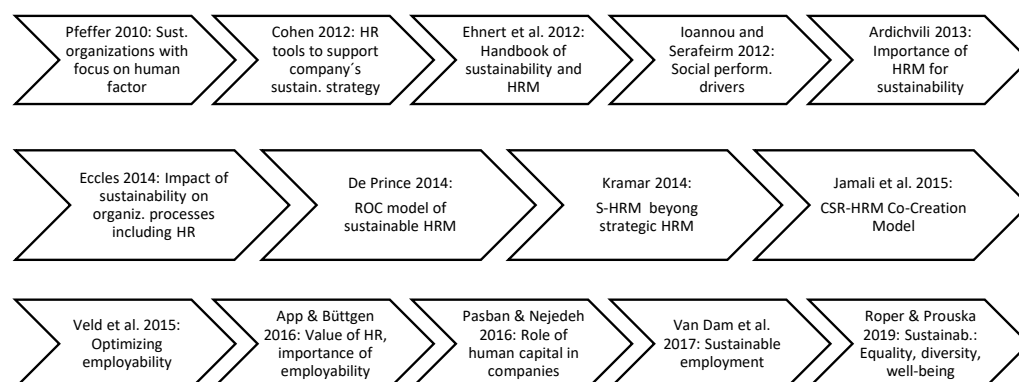 Pfeffer 2010: Sust.
organizations with
focus on human
factor
Cohen 2012: HR
tools to support
company´s
sustain. strategy
Ehnert et al. 2012:
Handbook of
sustainability and
HRM
Ioannou and
Serafeirm 2012:
Social perform.
drivers
Ardichvili 2013:
Importance of
HRM for
sustainability
Eccles 2014: Impact of
sustainability on
organiz. processes
including HR
De Prince 2014:
ROC model of
sustainable HRM
Kramar 2014:
S-HRM beyong
strategic HRM
Jamali et al. 2015:
CSR-HRM Co-Creation
Model
Veld et al. 2015:
Optimizing
employability
App & Büttgen
2016: Value of HR,
importance of
employability
Pasban & Nejedeh
2016: Role of
human capital in
companies
Van Dam et al.
2017: Sustainable
employment
Roper & Prouska
2019: Sustainab.:
Equality, diversity,
well-being